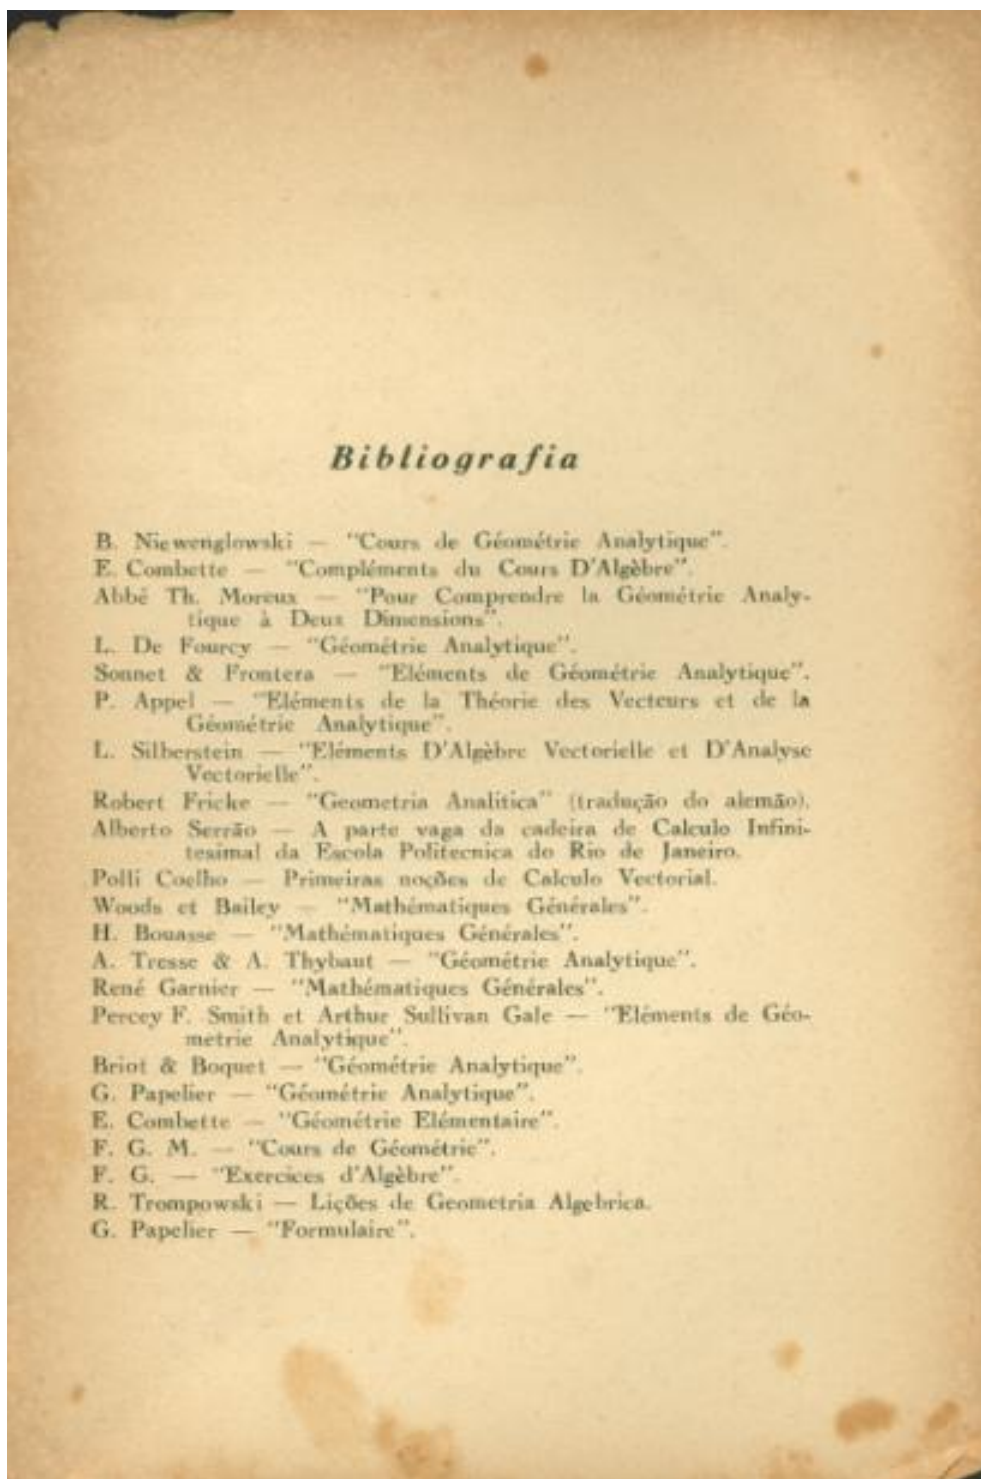 Bibliografia
B. Niewenglowski — "Cours de Géométrie Analytique".
E. Combette — "Compléments du Cours D'Algèbre".
Abbé Th. Moreux — "Pour Comprendre la Géométrie Analy-
tique à Deux Dimensions".
L. De Fourcy — "Géométrie Analytique".
Sonnet & Frontera — "Eléments de Géométrie Analytique".
P. Appel — "Eléments de la Théorie des Vecteurs et de la
Géométrie Analytique".
L. Silberstein — "Eléments D'Algèbre Vectorielle et D'Analyse
Vectorielle".
Robert Fricke — "Geometria Analitica" (tradução do alemão).
Alberto Serrão — A parte vaga da cadeira de Calculo Infini-
tesimal da Escola Politecnica do Rio de Janeiro.
Polli Coelho — Primeiras noções de Calculo Vectorial.
Woods et Bailey — "Mathématiques Générales".
H. Bouasse — "Mathématiques Générales".
A. Tresse & A. Thybaut — "Géométrie Analytique".
René Garnier — "Mathématiques Générales".
Percey F. Smith et Arthur Sullivan Gale — "Eléments de Géo-
metrie Analytique".
Briot & Boquet — "Géométrie Analytique".
G. Papelier — "Géométrie Analytique".
E. Combette — "Géométrie Elémentaire".
F. G. M. — "Cours de Géométrie".
F. G. — "Exercices d'Algèbre".
R. Trompowski — Lições de Geometria Algebrica.
G. Papelier — "Formulaire".